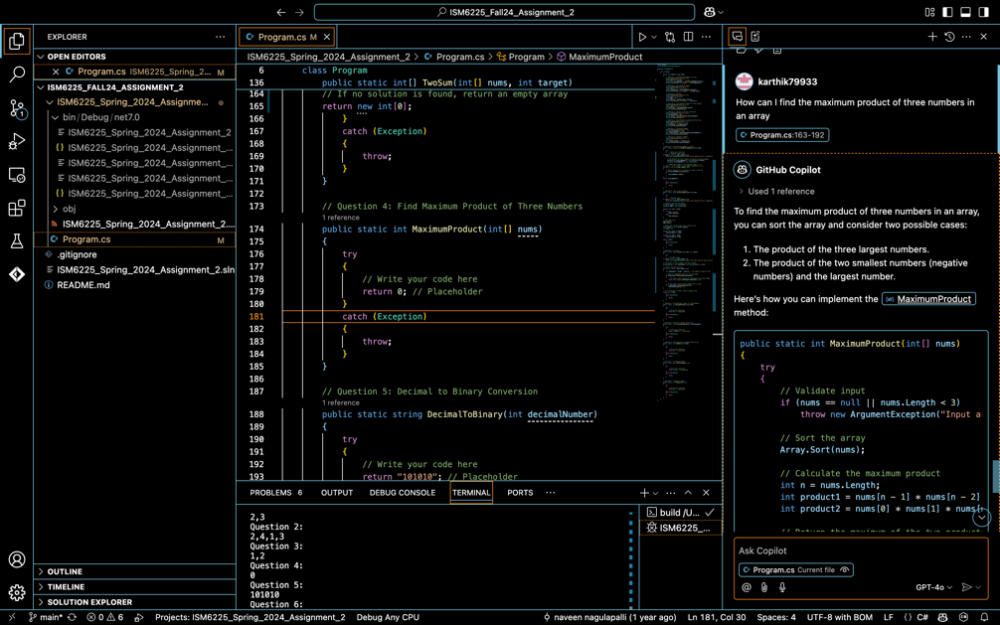 ISM6225_Fall24_Assignment_2
EXPLORER
OPEN EDITORS
Program.cs ISM6225_Spring_2... M
ISM6225_FALL24_ASSIGNMENT_2
ISM6225_Spring_2024_Assignme...
bin / Debug / net7.0
ISM6225_Spring_2024_Assignment_2
{} ISM6225_Spring_2024_Assignment_...
ISM6225_Spring_2024_Assignment_...
ISM6225_Spring_2024_Assignment_...
{} ISM6225_Spring_2024_Assignment_...
obj
ISM6225_Spring_2024_Assignment_2....
Program.cs M
.gitignore
ISM6225_Spring_2024_Assignment_2.sln
README.md
OUTLINE
TIMELINE
SOLUTION EXPLORER
1
Program.cs M
ISM6225_Spring_2024_Assignment_2 > Program.cs > Program > MaximumProduct
6 class Program
136 public static int[] TwoSum(int[] nums, int target)
164 // If no solution is found, return an empty array
165 return new int[0];
166 }
167 catch (Exception)
168 {
169 throw;
170 }
171 }
172
173 // Question 4: Find Maximum Product of Three Numbers
1 reference
174 public static int MaximumProduct(int[] nums)
175 {
176 try
177 {
178 // Write your code here
179 return 0; // Placeholder
180 }
181 catch (Exception)
182 {
183 throw;
184 }
185 }
186
187 // Question 5: Decimal to Binary Conversion
1 reference
188 public static string DecimalToBinary(int decimalNumber)
189 {
190 try
191 {
192 // Write your code here
193 return "101010"; // Placeholder
PROBLEMS 6 OUTPUT DEBUG CONSOLE TERMINAL PORTS
2,3
Question 2:
2,4,1,3
Question 3:
1,2
Question 4:
0
Question 5:
101010
Question 6:
build /U...
ISM6225_...
karthik79933
How can I find the maximum product of three numbers in
an array
Program.cs:163-192
GitHub Copilot
Used 1 reference
To find the maximum product of three numbers in an array,
you can sort the array and consider two possible cases:
1. The product of the three largest numbers.
2. The product of the two smallest numbers (negative
numbers) and the largest number.
Here's how you can implement the MaximumProduct
method:
public static int MaximumProduct(int[] nums)
{
try
{
// Validate input
if (nums == null || nums.Length < 3)
throw new ArgumentException("Input a
// Sort the array
Array.Sort(nums);
// Calculate the maximum product
int n = nums.Length;
int product1 = nums[n - 1] * nums[n - 2]
int product2 = nums[0] * nums[1] * nums[
// Return the maximum of the two product
Ask Copilot
Program.cs Current file
GPT-4o
main* 0 6 Projects: ISM6225_Spring_2024_Assignment_2 Debug Any CPU naveen nagulapalli (1 year ago) Ln 181, Col 30 Spaces: 4 UTF-8 with BOM LF {} C#